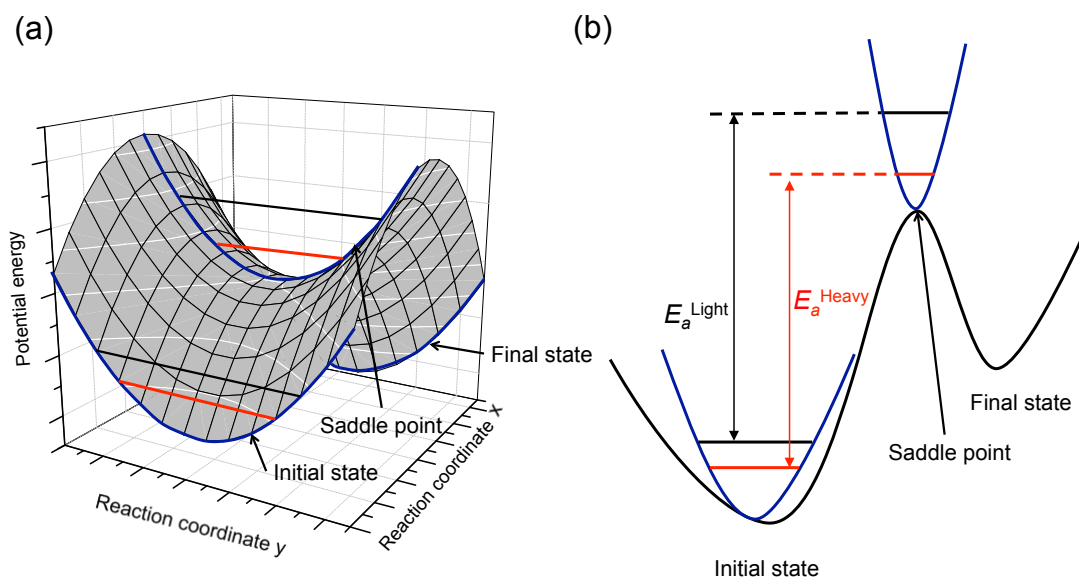 (a)
Potential energy
Final state
Saddle point
Initial state
Reaction coordinate y
Reaction coordinate x
(b)
E_a^Light
E_a^Heavy
Final state
Saddle point
Initial state